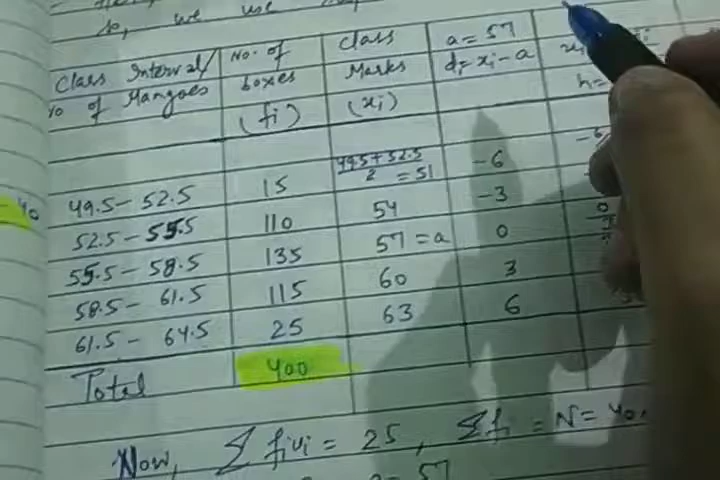 so, we use
Class Interval/ No. of Mangoes No. of boxes (fi) Class Marks (xi) a = 57 di = xi - a h =
49.5 - 52.5 15 49.5 + 52.5 / 2 = 51 -6
52.5 - 55.5 110 54 -3
55.5 - 58.5 135 57 = a 0 0
58.5 - 61.5 115 60 3
61.5 - 64.5 25 63 6
Total 400
Now, Σ fiui = 25, Σfi = N = 40
= 57